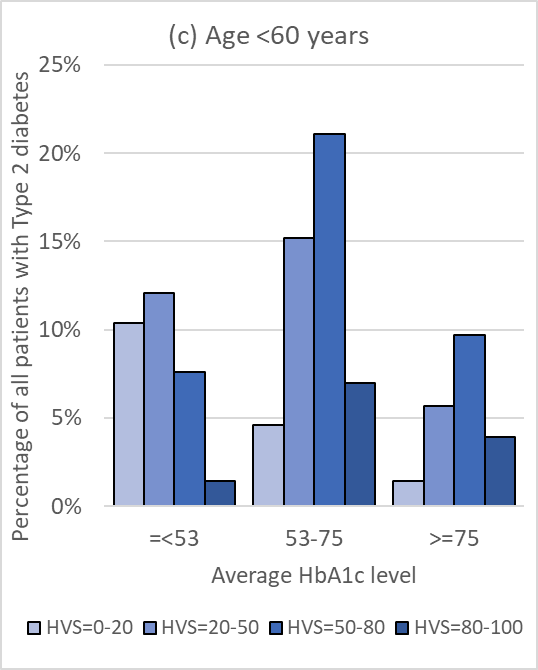 (c) Age <60 years
Percentage of all patients with Type 2 diabetes
25%
20%
15%
10%
5%
0%
=<53 53-75 >=75
Average HbA1c level
HVS=0-20 HVS=20-50 HVS=50-80 HVS=80-100